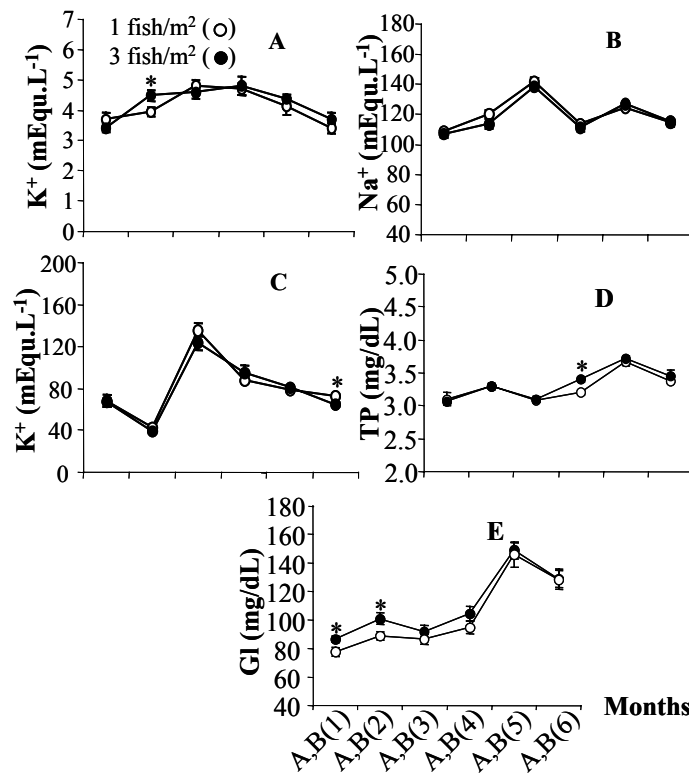 1 fish/m² (○)
3 fish/m² (●)
A
K⁺ (mEqu.L⁻¹)
7
6
5
4
3
2
1
0
*
B
Na⁺ (mEqu.L⁻¹)
180
160
140
120
100
80
60
40
C
K⁺ (mEqu.L⁻¹)
200
160
120
80
40
0
*
D
TP (mg/dL)
5.0
4.5
4.0
3.5
3.0
2.5
2.0
*
E
Gl (mg/dL)
180
160
140
120
100
80
60
40
*
*
A,B(1)
A,B(2)
A,B(3)
A,B(4)
A,B(5)
A,B(6)
Months